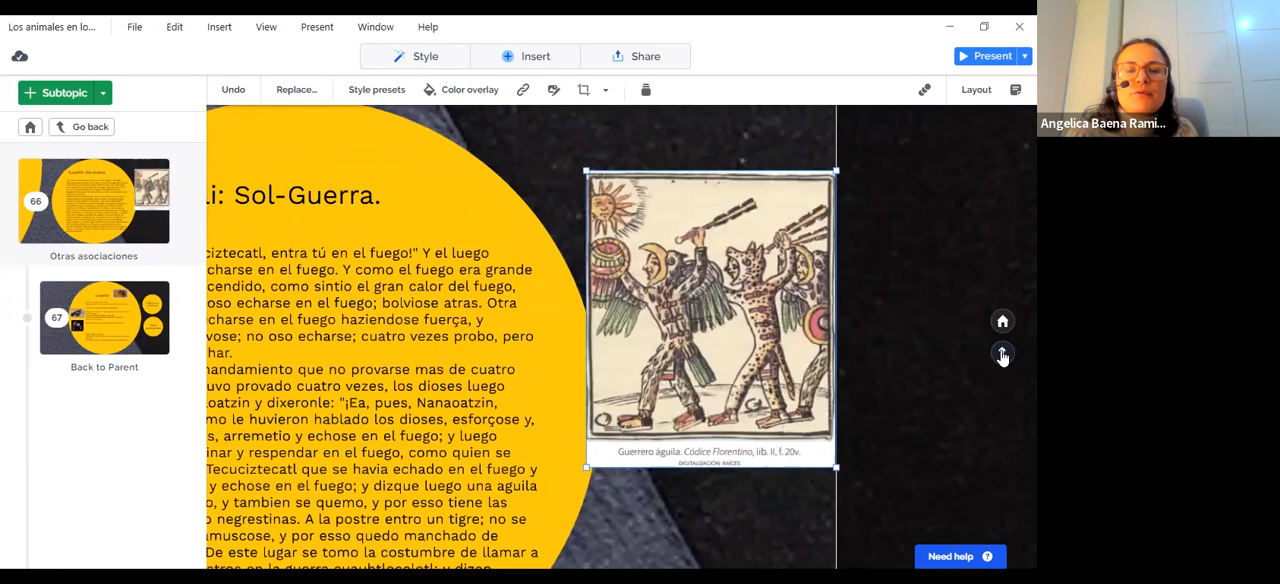 Los animales en lo...
File
Edit
Insert
View
Present
Window
Help
Style
Insert
Share
Present
Subtopic
Undo
Replace...
Style presets
Color overlay
Layout
Angelica Baena Rami...
Go back
66
Otras asociaciones
67
Back to Parent
li: Sol-Guerra.
ciztecatl, entra tú en el fuego!" Y el luego
charse en el fuego. Y como el fuego era grande
cendido, como sintio el gran calor del fuego,
oso echarse en el fuego; bolviose atras. Otra
charse en el fuego haziendose fuerça, y
vose; no oso echarse; cuatro vezes probo, pero
har.
nandamiento que no provarse mas de cuatro
uvo provado cuatro vezes, los dioses luego
oatzin y dixeronle: "¡Ea, pues, Nanaoatzin,
mo le huvieron hablado los dioses, esforçose y,
s, arremetio y echose en el fuego; y luego
inar y respendar en el fuego, como quien se
Tecuciztecatl que se havia echado en el fuego y
y echose en el fuego; y dizque luego una aguila
o, y tambien se quemo, y por esso tiene las
o negrestinas. A la postre entro un tigre; no se
amuscose, y por esso quedo manchado de
De este lugar se tomo la costumbre de llamar a
Guerrero águila. Códice Florentino, lib. II, f. 20v.
DIGITALIZACIÓN: RAÍCES
Need help ?